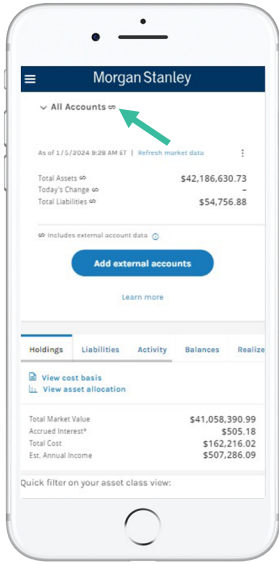 Morgan Stanley
All Accounts
As of 1/5/2024 9:28 AM ET | Refresh market data
Total Assets $42,186,630.73
Today's Change –
Total Liabilities $54,756.88
Includes external account data
Add external accounts
Learn more
Holdings Liabilities Activity Balances Realize
View cost basis
View asset allocation
Total Market Value $41,058,390.99
Accrued Interest* $505.18
Total Cost $162,216.02
Est. Annual Income $507,286.09
Quick filter on your asset class view: